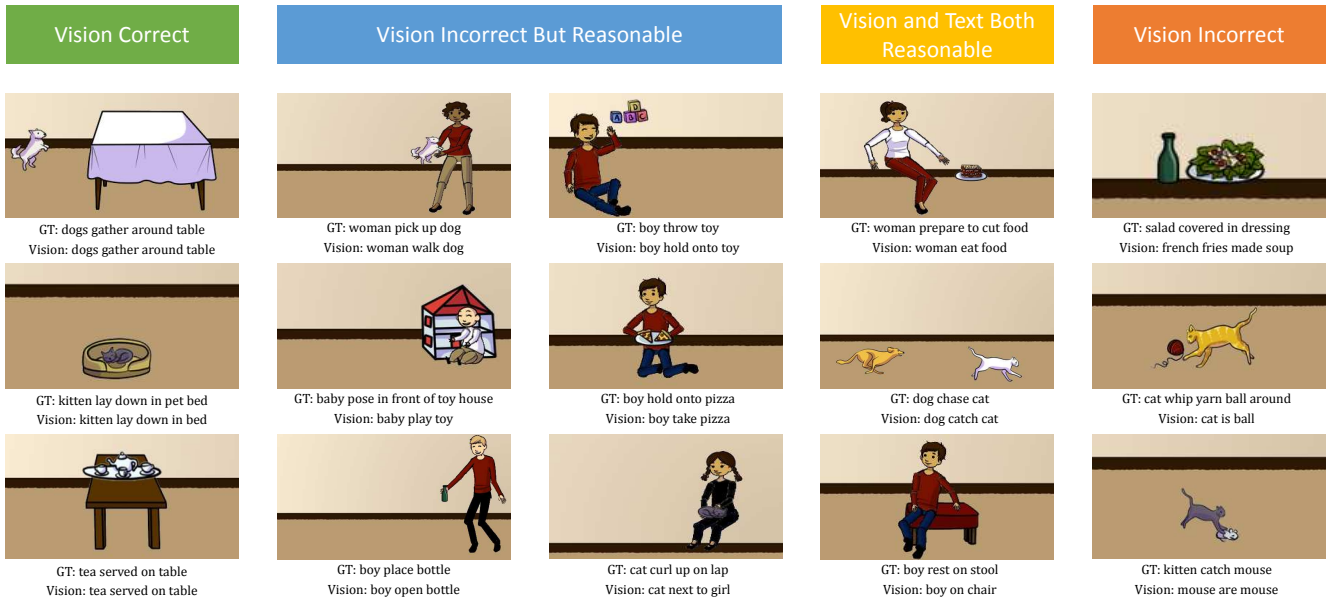 Vision Correct
Vision Incorrect But Reasonable
Vision and Text Both
Reasonable
Vision Incorrect
D
A B C
GT: dogs gather around table
Vision: dogs gather around table
GT: woman pick up dog
Vision: woman walk dog
GT: boy throw toy
Vision: boy hold onto toy
GT: woman prepare to cut food
Vision: woman eat food
GT: salad covered in dressing
Vision: french fries made soup
GT: kitten lay down in pet bed
Vision: kitten lay down in bed
GT: baby pose in front of toy house
Vision: baby play toy
GT: boy hold onto pizza
Vision: boy take pizza
GT: dog chase cat
Vision: dog catch cat
GT: cat whip yarn ball around
Vision: cat is ball
GT: tea served on table
Vision: tea served on table
GT: boy place bottle
Vision: boy open bottle
GT: cat curl up on lap
Vision: cat next to girl
GT: boy rest on stool
Vision: boy on chair
GT: kitten catch mouse
Vision: mouse are mouse